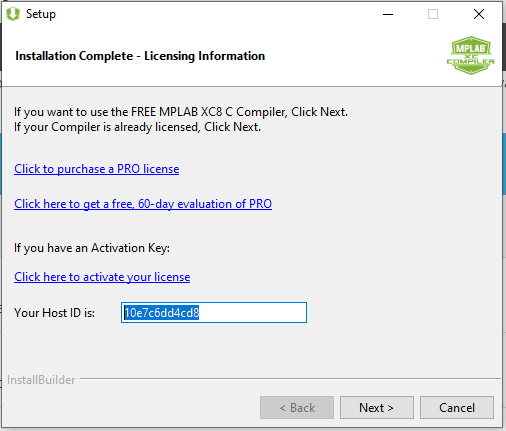 Setup
Installation Complete - Licensing Information
MPLAB
XC
COMPILER
If you want to use the FREE MPLAB XC8 C Compiler, Click Next.
If your Compiler is already licensed, Click Next.
Click to purchase a PRO license
Click here to get a free, 60-day evaluation of PRO
If you have an Activation Key:
Click here to activate your license
Your Host ID is: 10e7c6dd4cd8
InstallBuilder
< Back Next > Cancel